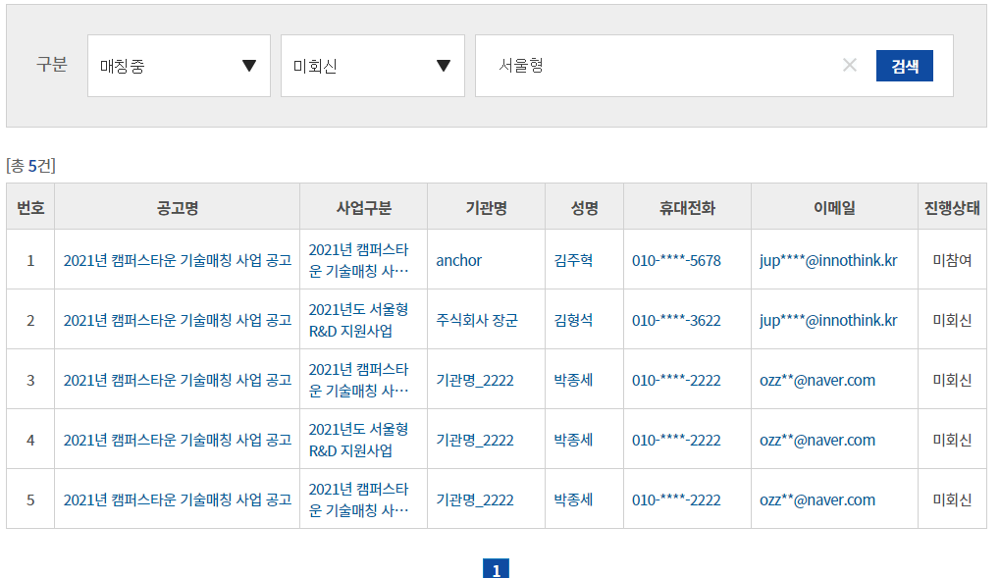 구분 매칭중 ▼ 미회신 ▼ 서울형 × 검색
[총 5건]
번호 공고명 사업구분 기관명 성명 휴대전화 이메일 진행상태
1 2021년 캠퍼스타운 기술매칭 사업 공고 2021년 캠퍼스타 anchor 김주혁 010-****-5678 jup****@innothink.kr 미참여
운 기술매칭 사…
2 2021년 캠퍼스타운 기술매칭 사업 공고 2021년도 서울형 주식회사 장군 김형석 010-****-3622 jup****@innothink.kr 미회신
R&D 지원사업
3 2021년 캠퍼스타운 기술매칭 사업 공고 2021년 캠퍼스타 기관명_2222 박종세 010-****-2222 ozz**@naver.com 미회신
운 기술매칭 사…
4 2021년 캠퍼스타운 기술매칭 사업 공고 2021년도 서울형 기관명_2222 박종세 010-****-2222 ozz**@naver.com 미회신
R&D 지원사업
5 2021년 캠퍼스타운 기술매칭 사업 공고 2021년 캠퍼스타 기관명_2222 박종세 010-****-2222 ozz**@naver.com 미회신
운 기술매칭 사…
1